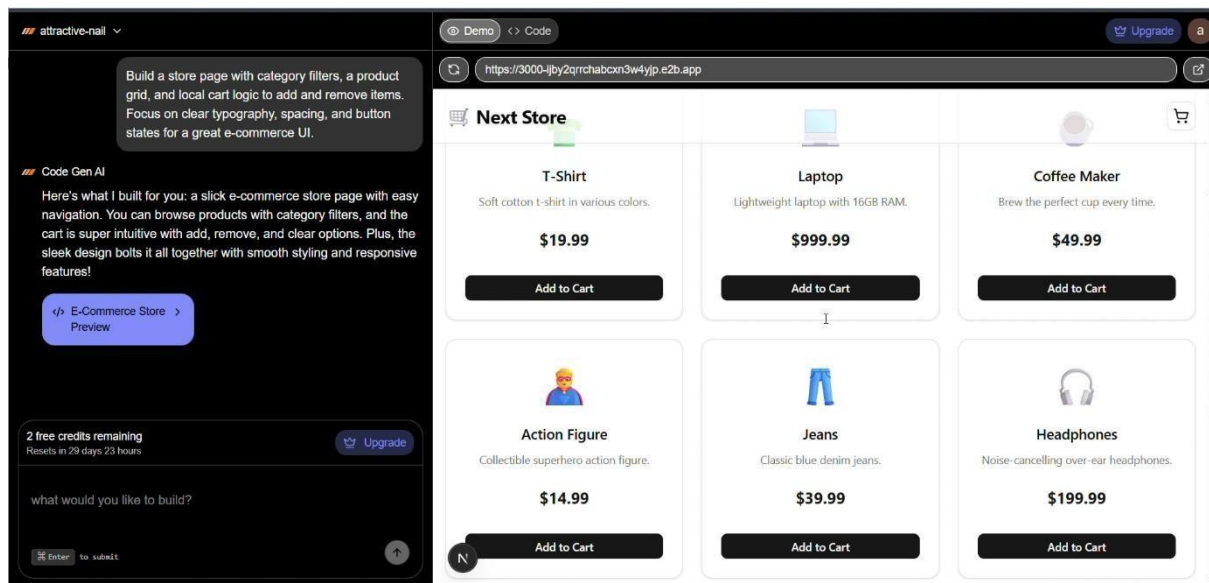 attractive-nail
Demo
Code
Upgrade
a
https://3000-ijby2qrrchabcxn3w4yjp.e2b.app
Build a store page with category filters, a product
grid, and local cart logic to add and remove items.
Focus on clear typography, spacing, and button
states for a great e-commerce UI.
Code Gen AI
Here's what I built for you: a slick e-commerce store page with easy
navigation. You can browse products with category filters, and the
cart is super intuitive with add, remove, and clear options. Plus, the
sleek design bolts it all together with smooth styling and responsive
features!
</> E-Commerce Store >
Preview
2 free credits remaining
Resets in 29 days 23 hours
Upgrade
what would you like to build?
⌘ Enter to submit
Next Store
T-Shirt
Soft cotton t-shirt in various colors.
$19.99
Add to Cart
Laptop
Lightweight laptop with 16GB RAM.
$999.99
Add to Cart
Coffee Maker
Brew the perfect cup every time.
$49.99
Add to Cart
Action Figure
Collectible superhero action figure.
$14.99
Add to Cart
Jeans
Classic blue denim jeans.
$39.99
Add to Cart
Headphones
Noise-cancelling over-ear headphones.
$199.99
Add to Cart
N